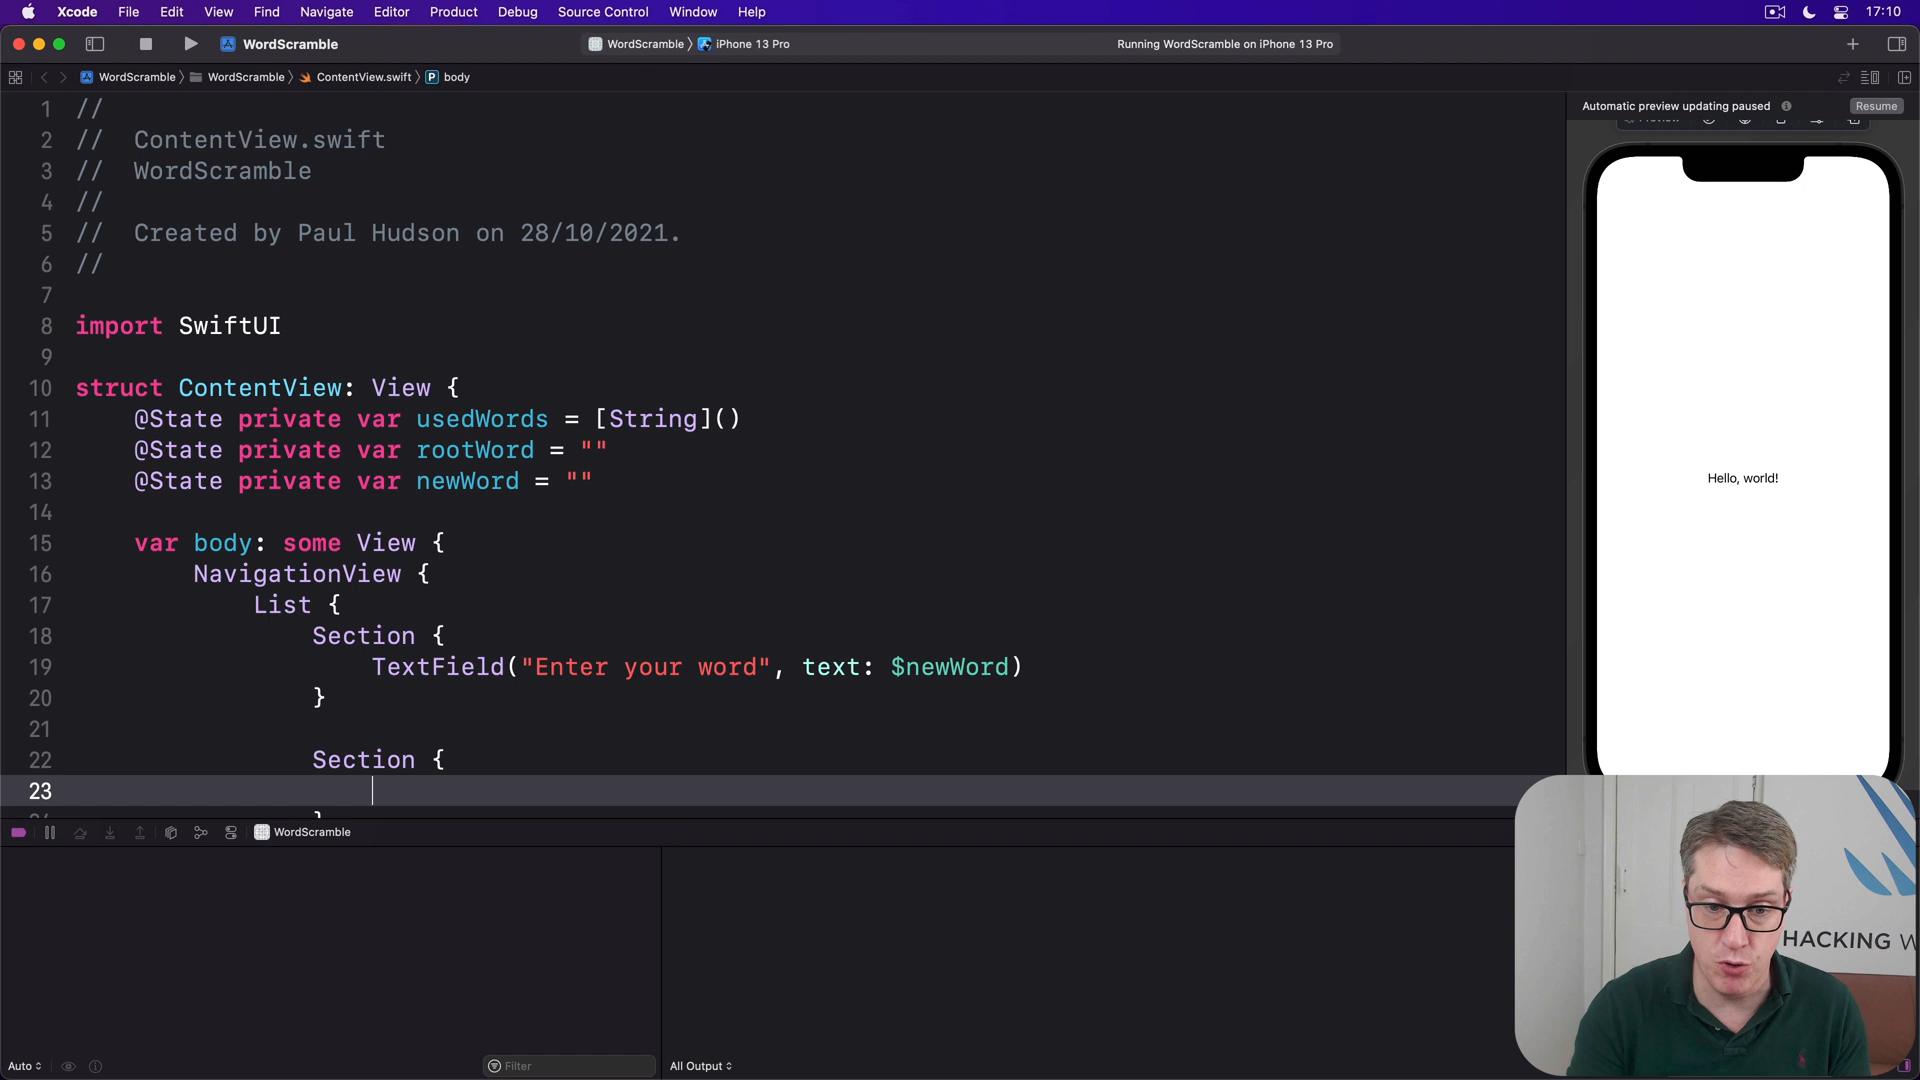 Xcode File Edit View Find Navigate Editor Product Debug Source Control Window Help 17:10
WordScramble WordScramble iPhone 13 Pro Running WordScramble on iPhone 13 Pro
WordScramble WordScramble ContentView.swift P body
1 //
2 // ContentView.swift
3 // WordScramble
4 //
5 // Created by Paul Hudson on 28/10/2021.
6 //
7
8 import SwiftUI
9
10 struct ContentView: View {
11 @State private var usedWords = [String]()
12 @State private var rootWord = ""
13 @State private var newWord = ""
14
15 var body: some View {
16 NavigationView {
17 List {
18 Section {
19 TextField("Enter your word", text: $newWord)
20 }
21
22 Section {
23
Automatic preview updating paused Resume
Hello, world!
WordScramble
HACKING W
Auto Filter All Output